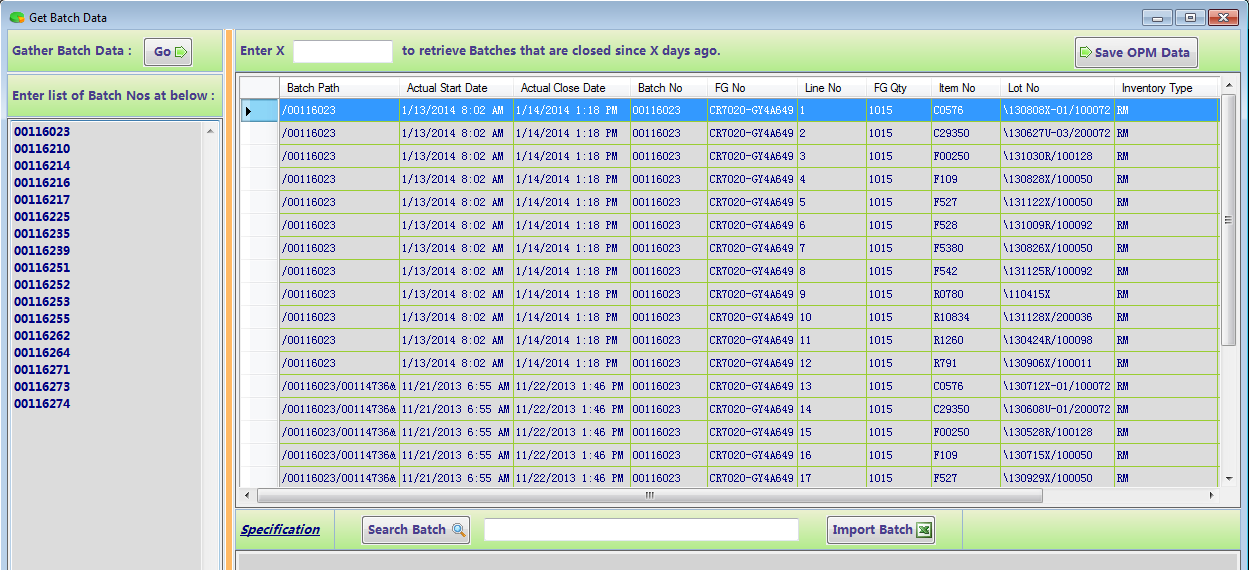 Get Batch Data
Gather Batch Data : Go
Enter X to retrieve Batches that are closed since X days ago. Save OPM Data
Enter list of Batch Nos at below :
00116023
00116210
00116214
00116216
00116217
00116225
00116235
00116239
00116251
00116252
00116253
00116255
00116262
00116264
00116271
00116273
00116274
Batch Path Actual Start Date Actual Close Date Batch No FG No Line No FG Qty Item No Lot No Inventory Type
/00116023 1/13/2014 8:02 AM 1/14/2014 1:18 PM 00116023 CR7020-GY4A649 1 1015 C0576 \130808X-01/100072 RM
/00116023 1/13/2014 8:02 AM 1/14/2014 1:18 PM 00116023 CR7020-GY4A649 2 1015 C29350 \130627U-03/200072 RM
/00116023 1/13/2014 8:02 AM 1/14/2014 1:18 PM 00116023 CR7020-GY4A649 3 1015 F00250 \131030R/100128 RM
/00116023 1/13/2014 8:02 AM 1/14/2014 1:18 PM 00116023 CR7020-GY4A649 4 1015 F109 \130828X/100050 RM
/00116023 1/13/2014 8:02 AM 1/14/2014 1:18 PM 00116023 CR7020-GY4A649 5 1015 F527 \131122X/100050 RM
/00116023 1/13/2014 8:02 AM 1/14/2014 1:18 PM 00116023 CR7020-GY4A649 6 1015 F528 \131009R/100092 RM
/00116023 1/13/2014 8:02 AM 1/14/2014 1:18 PM 00116023 CR7020-GY4A649 7 1015 F5380 \130826X/100050 RM
/00116023 1/13/2014 8:02 AM 1/14/2014 1:18 PM 00116023 CR7020-GY4A649 8 1015 F542 \131125R/100092 RM
/00116023 1/13/2014 8:02 AM 1/14/2014 1:18 PM 00116023 CR7020-GY4A649 9 1015 R0780 \110415X RM
/00116023 1/13/2014 8:02 AM 1/14/2014 1:18 PM 00116023 CR7020-GY4A649 10 1015 R10834 \131128X/200036 RM
/00116023 1/13/2014 8:02 AM 1/14/2014 1:18 PM 00116023 CR7020-GY4A649 11 1015 R1260 \130424R/100098 RM
/00116023 1/13/2014 8:02 AM 1/14/2014 1:18 PM 00116023 CR7020-GY4A649 12 1015 R791 \130906X/100011 RM
/00116023/00114736& 11/21/2013 6:55 AM 11/22/2013 1:46 PM 00116023 CR7020-GY4A649 13 1015 C0576 \130712X-01/100072 RM
/00116023/00114736& 11/21/2013 6:55 AM 11/22/2013 1:46 PM 00116023 CR7020-GY4A649 14 1015 C29350 \130608U-01/200072 RM
/00116023/00114736& 11/21/2013 6:55 AM 11/22/2013 1:46 PM 00116023 CR7020-GY4A649 15 1015 F00250 \130528R/100128 RM
/00116023/00114736& 11/21/2013 6:55 AM 11/22/2013 1:46 PM 00116023 CR7020-GY4A649 16 1015 F109 \130715X/100050 RM
/00116023/00114736& 11/21/2013 6:55 AM 11/22/2013 1:46 PM 00116023 CR7020-GY4A649 17 1015 F527 \130929X/100050 RM
Specification Search Batch Import Batch